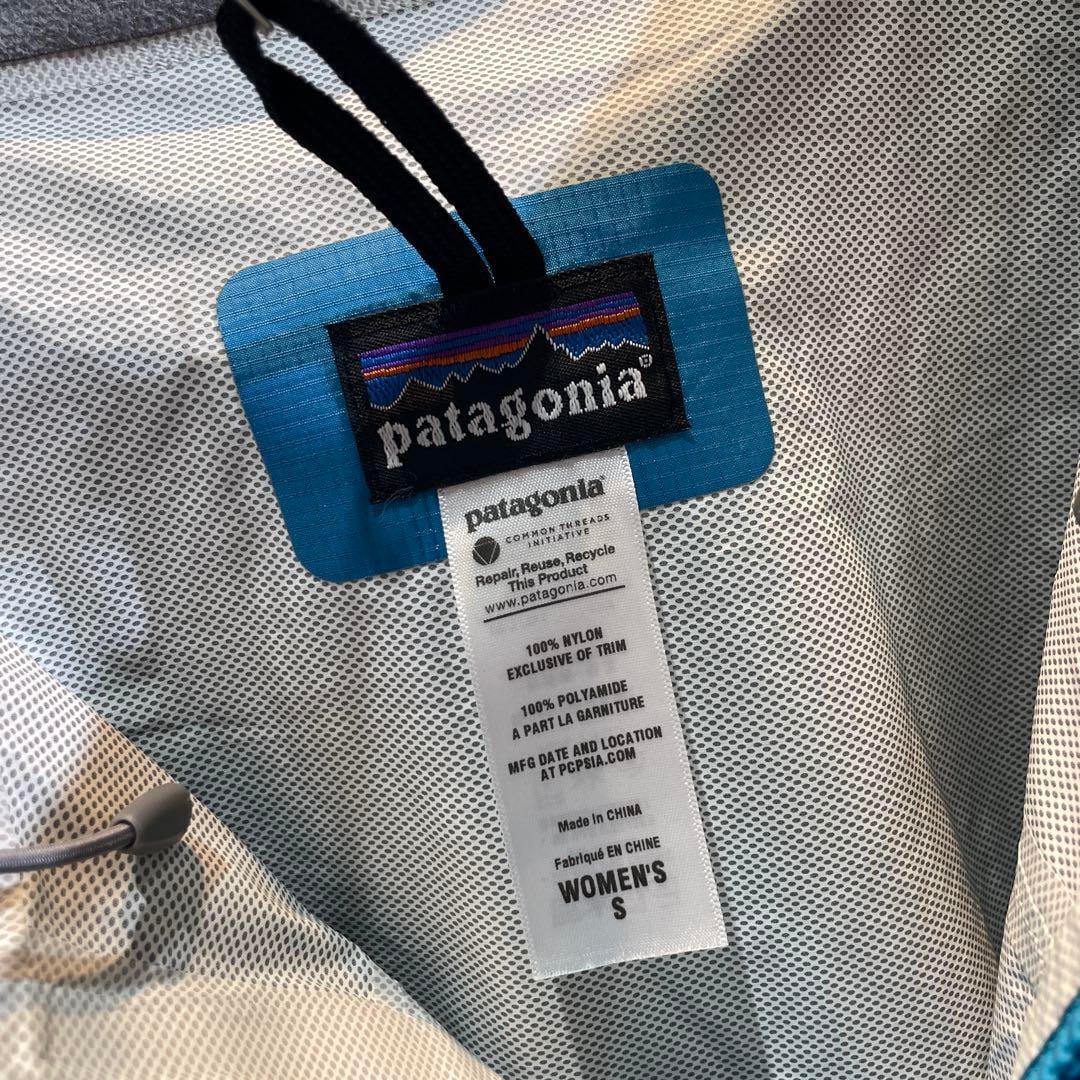 patagonia®
patagonia®
COMMON THREADS
INITIATIVE
Repair, Reuse, Recycle
This Product
www.patagonia.com
100% NYLON
EXCLUSIVE OF TRIM
100% POLYAMIDE
A PART LA GARNITURE
MFG DATE AND LOCATION
AT PCPSIA.COM
Made in CHINA
Fabriqué EN CHINE
WOMEN'S
S